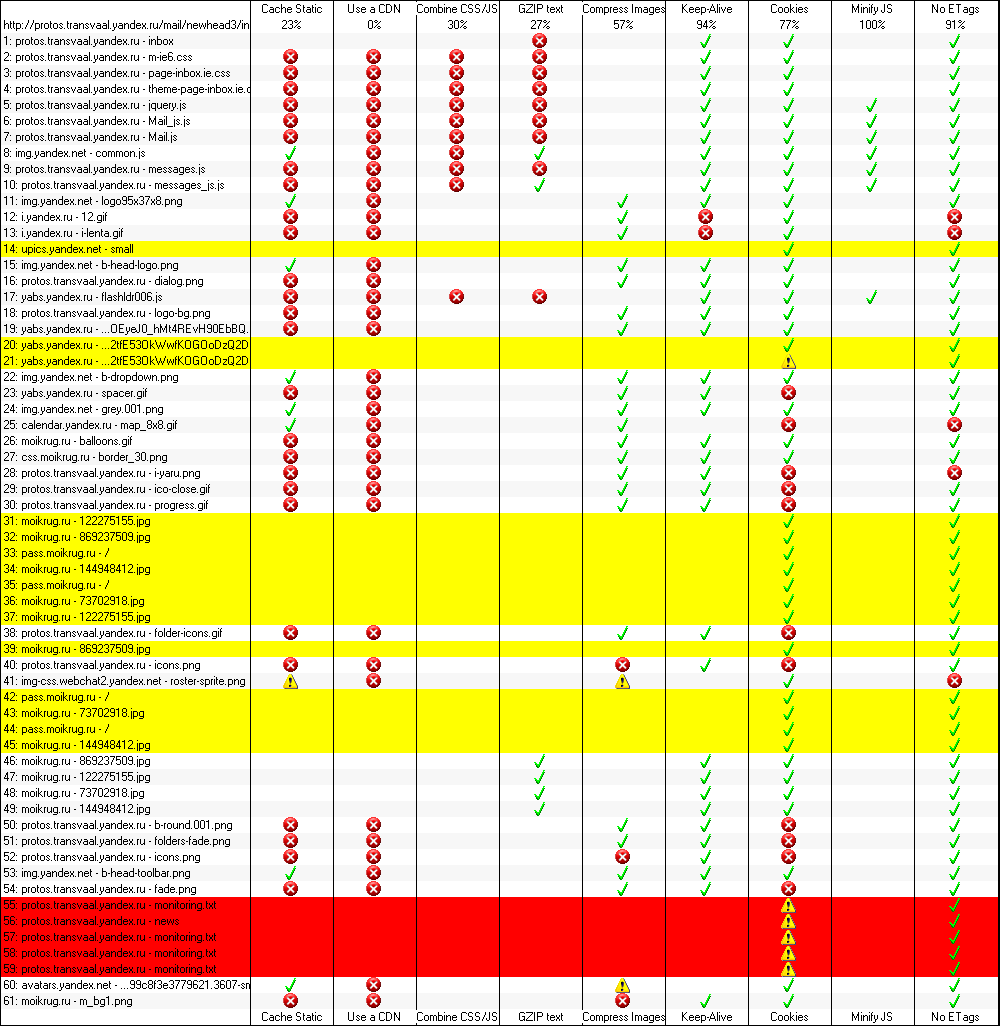 Cache Static Use a CDN Combine CSS/JS GZIP text Compress Images Keep-Alive Cookies Minify JS No ETags
http://protos.transvaal.yandex.ru/mail/newhead3/in 23% 0% 30% 27% 57% 94% 77% 100% 91%
1: protos.transvaal.yandex.ru - inbox
2: protos.transvaal.yandex.ru - m-ie6.css
3: protos.transvaal.yandex.ru - page-inbox.ie.css
4: protos.transvaal.yandex.ru - theme-page-inbox.ie.c
5: protos.transvaal.yandex.ru - jquery.js
6: protos.transvaal.yandex.ru - Mail_js.js
7: protos.transvaal.yandex.ru - Mail.js
8: img.yandex.net - common.js
9: protos.transvaal.yandex.ru - messages.js
10: protos.transvaal.yandex.ru - messages_js.js
11: img.yandex.net - logo95x37x8.png
12: i.yandex.ru - 12.gif
13: i.yandex.ru - i-lenta.gif
14: upics.yandex.net - small
15: img.yandex.net - b-head-logo.png
16: protos.transvaal.yandex.ru - dialog.png
17: yabs.yandex.ru - flashldr006.js
18: protos.transvaal.yandex.ru - logo-bg.png
19: yabs.yandex.ru - ...OEyeJ0_hMt4REvH90EbBQ.
20: yabs.yandex.ru - ...2tfE53OkWwfKOGOoDzQ2D
21: yabs.yandex.ru - ...2tfE53OkWwfKOGOoDzQ2D
22: img.yandex.net - b-dropdown.png
23: yabs.yandex.ru - spacer.gif
24: img.yandex.net - grey.001.png
25: calendar.yandex.ru - map_8x8.gif
26: moikrug.ru - balloons.gif
27: css.moikrug.ru - border_30.png
28: protos.transvaal.yandex.ru - i-yaru.png
29: protos.transvaal.yandex.ru - ico-close.gif
30: protos.transvaal.yandex.ru - progress.gif
31: moikrug.ru - 122275155.jpg
32: moikrug.ru - 869237509.jpg
33: pass.moikrug.ru - /
34: moikrug.ru - 144948412.jpg
35: pass.moikrug.ru - /
36: moikrug.ru - 73702918.jpg
37: moikrug.ru - 122275155.jpg
38: protos.transvaal.yandex.ru - folder-icons.gif
39: moikrug.ru - 869237509.jpg
40: protos.transvaal.yandex.ru - icons.png
41: img-css.webchat2.yandex.net - roster-sprite.png
42: pass.moikrug.ru - /
43: moikrug.ru - 73702918.jpg
44: pass.moikrug.ru - /
45: moikrug.ru - 144948412.jpg
46: moikrug.ru - 869237509.jpg
47: moikrug.ru - 122275155.jpg
48: moikrug.ru - 73702918.jpg
49: moikrug.ru - 144948412.jpg
50: protos.transvaal.yandex.ru - b-round.001.png
51: protos.transvaal.yandex.ru - folders-fade.png
52: protos.transvaal.yandex.ru - icons.png
53: img.yandex.net - b-head-toolbar.png
54: protos.transvaal.yandex.ru - fade.png
55: protos.transvaal.yandex.ru - monitoring.txt
56: protos.transvaal.yandex.ru - news
57: protos.transvaal.yandex.ru - monitoring.txt
58: protos.transvaal.yandex.ru - monitoring.txt
59: protos.transvaal.yandex.ru - monitoring.txt
60: avatars.yandex.net - ...99c8f3e3779621.3607-sm
61: moikrug.ru - m_bg1.png
Cache Static Use a CDN Combine CSS/JS GZIP text Compress Images Keep-Alive Cookies Minify JS No ETags